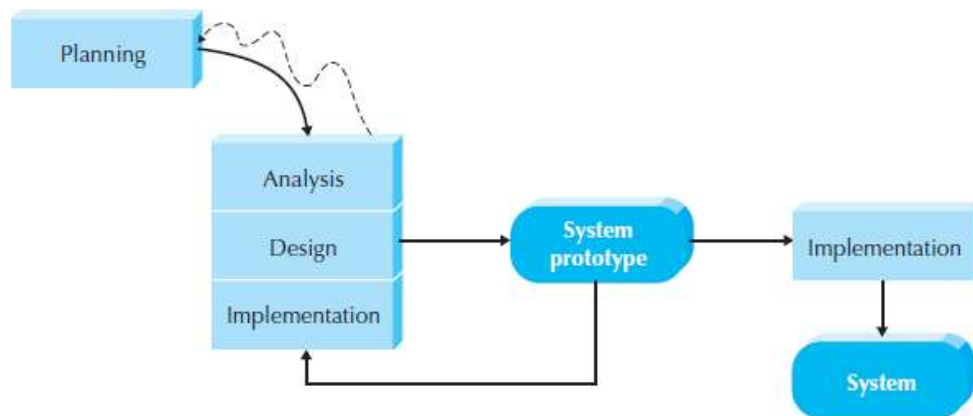 Planning
Analysis
Design
Implementation
System
prototype
Implementation
System